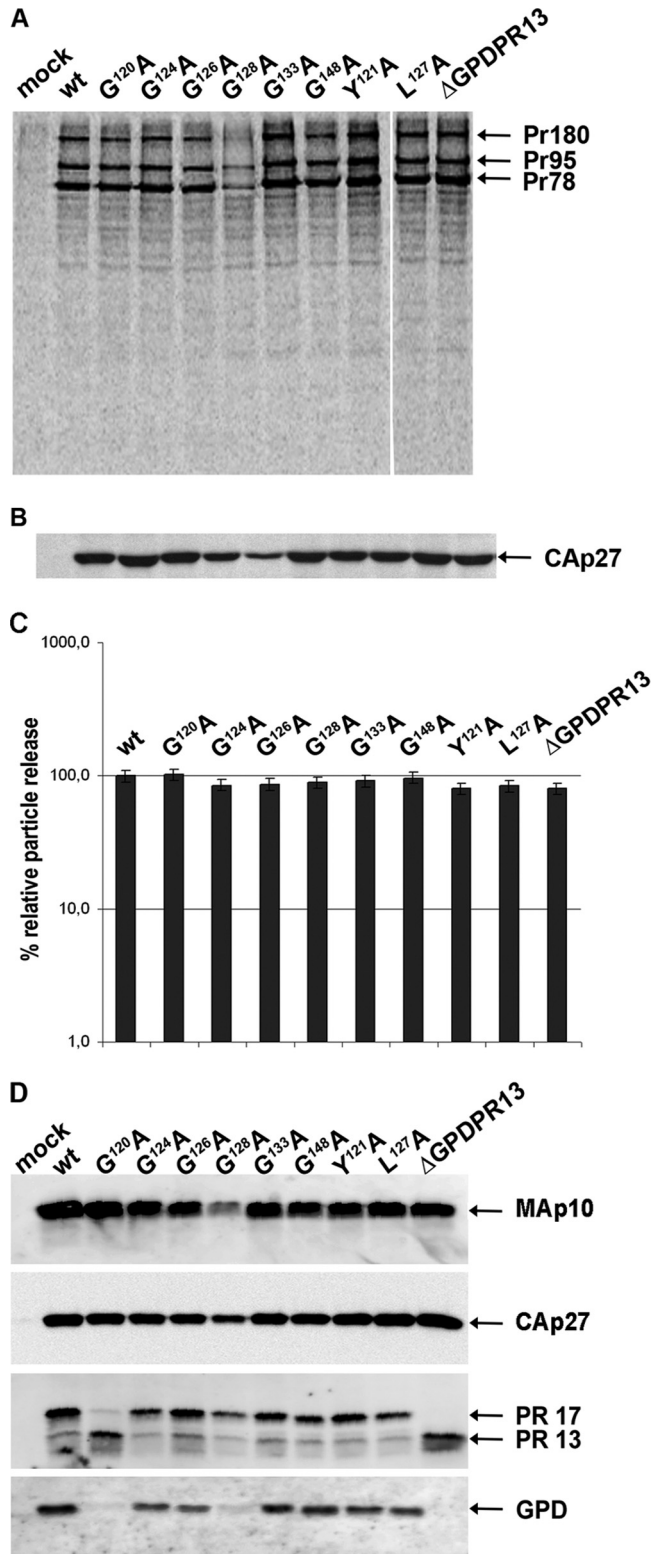 A
mock wt G¹²⁰A G¹²⁴A G¹²⁶A G¹²⁸A G¹³³A G¹⁴⁸A Y¹²¹A L¹²⁷A ΔGPDPR13
Pr180
Pr95
Pr78
B
CAp27
C
1000,0
wt G¹²⁰A G¹²⁴A G¹²⁶A G¹²⁸A G¹³³A G¹⁴⁸A Y¹²¹A L¹²⁷A ΔGPDPR13
100,0
% relative particle release
10,0
1,0
D
mock wt G¹²⁰A G¹²⁴A G¹²⁶A G¹²⁸A G¹³³A G¹⁴⁸A Y¹²¹A L¹²⁷A ΔGPDPR13
MAp10
CAp27
PR 17
PR 13
GPD